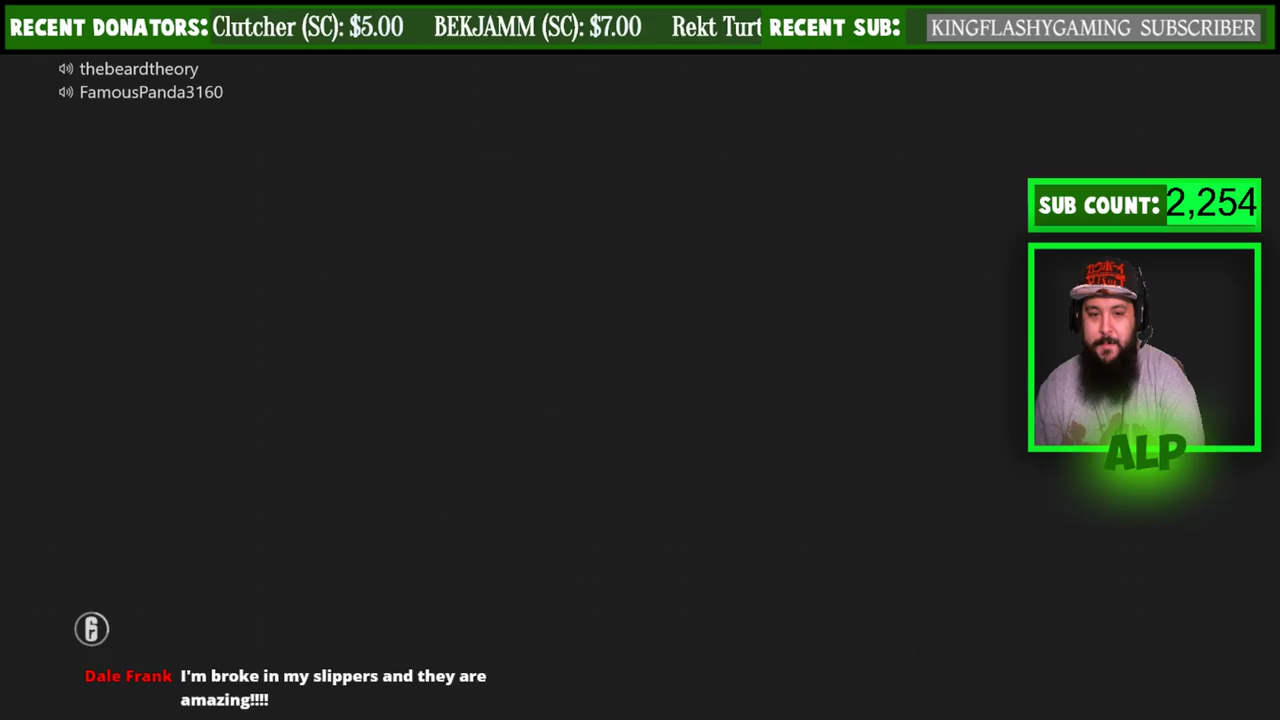 RECENT DONATORS: Clutcher (SC): $5.00 BEKJAMM (SC): $7.00 Rekt Turt RECENT SUB: KINGFLASHYGAMING SUBSCRIBER
thebeardtheory
FamousPanda3160
SUB COUNT: 2,254
ALP
6
Dale Frank I'm broke in my slippers and they are
amazing!!!!